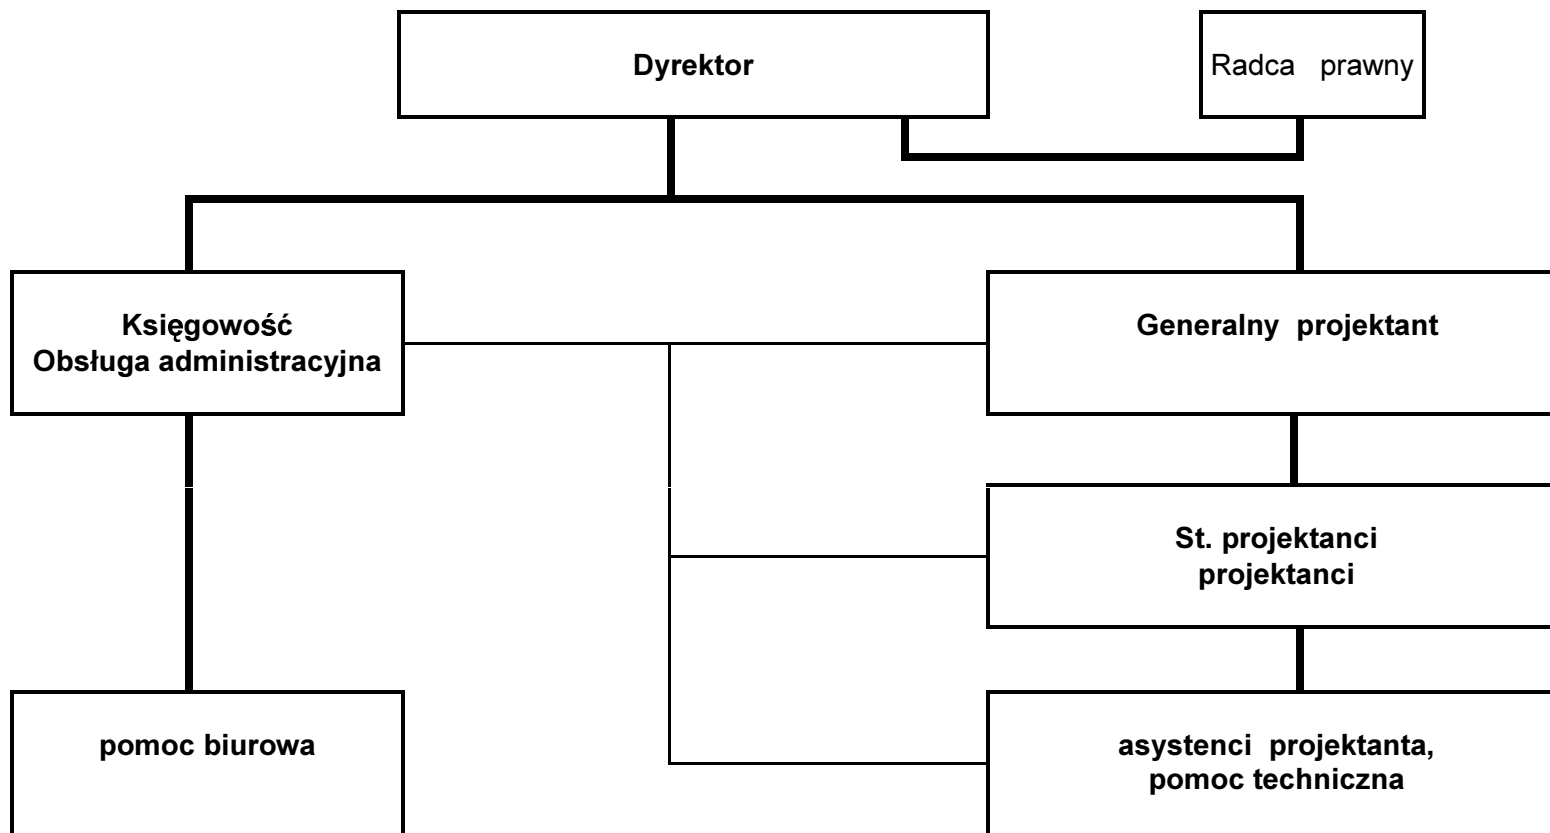 Dyrektor
Radca prawny
Księgowość
Obsługa administracyjna
Generalny projektant
St. projektanci
projektanci
pomoc biurowa
asystenci projektanta,
pomoc techniczna